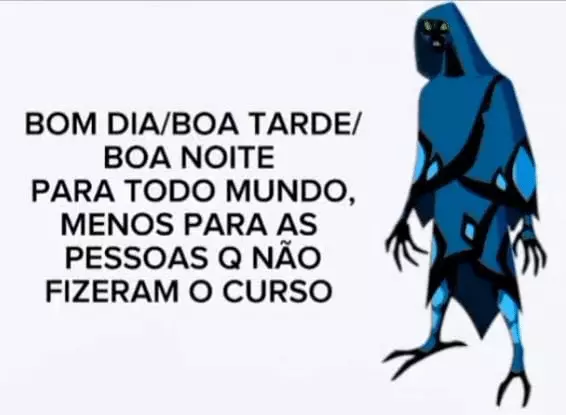 BOM DIA/BOA TARDE/
BOA NOITE
PARA TODO MUNDO,
MENOS PARA AS
PESSOAS Q NÃO
FIZERAM O CURSO